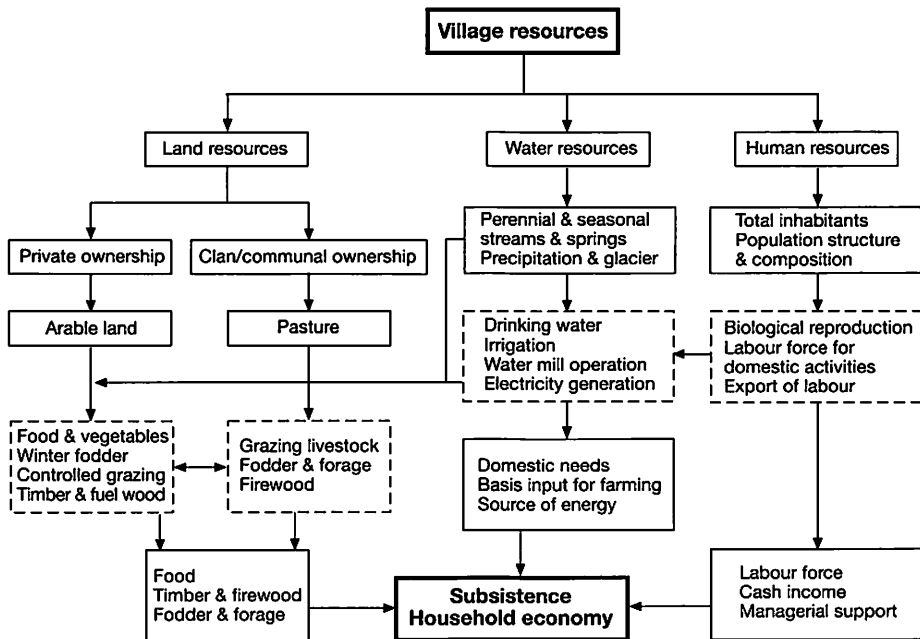 Village resources
Land resources
Water resources
Human resources
Private ownership
Clan/communal ownership
Perennial & seasonal
streams & springs
Precipitation & glacier
Total inhabitants
Population structure
& composition
Arable land
Pasture
Drinking water
Irrigation
Water mill operation
Electricity generation
Biological reproduction
Labour force for
domestic activities
Export of labour
Food & vegetables
Winter fodder
Controlled grazing
Timber & fuel wood
Grazing livestock
Fodder & forage
Firewood
Domestic needs
Basis input for farming
Source of energy
Food
Timber & firewood
Fodder & forage
Subsistence
Household economy
Labour force
Cash income
Managerial support